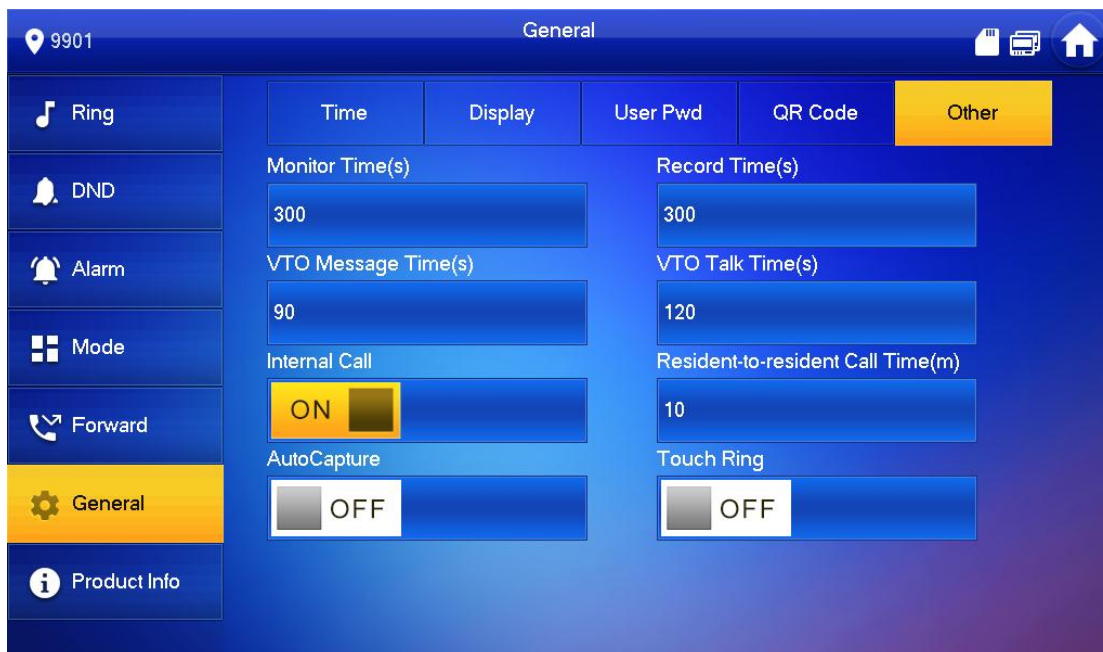 9901
General
Ring
DND
Alarm
Mode
Forward
General
Product Info
Time Display User Pwd QR Code Other
Monitor Time(s) Record Time(s)
300 300
VTO Message Time(s) VTO Talk Time(s)
90 120
Internal Call Resident-to-resident Call Time(m)
ON 10
AutoCapture Touch Ring
OFF OFF